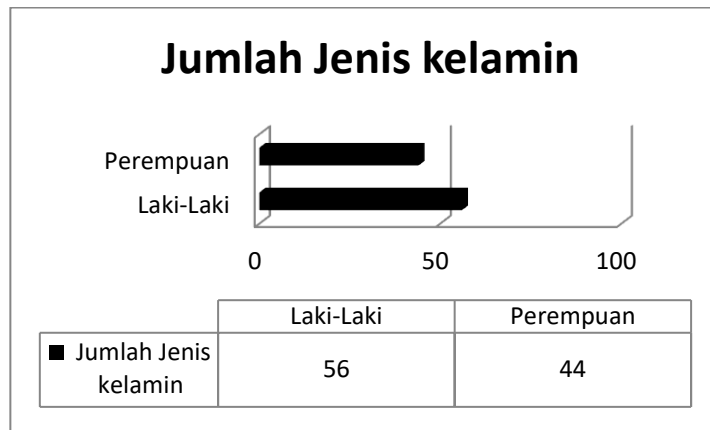 Jumlah Jenis kelamin
Perempuan
Laki-Laki
0 50 100
Laki-Laki Perempuan
Jumlah Jenis
kelamin
56 44